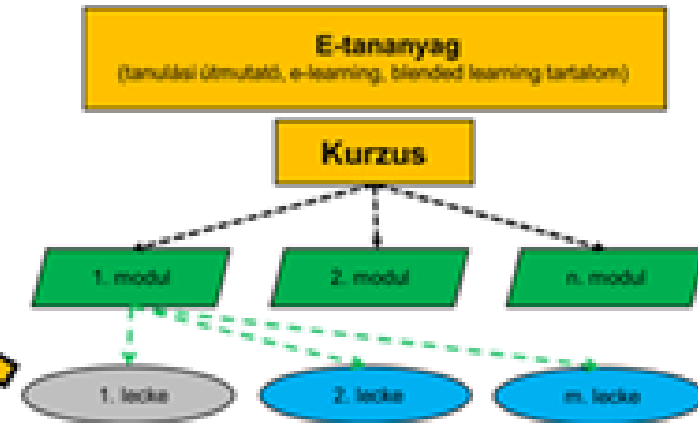 E-tananyag
(tanulási útmutató, e-learning, blended learning tartalom)
Kurzus
1. modul
2. modul
n. modul
1. lecke
2. lecke
m. lecke